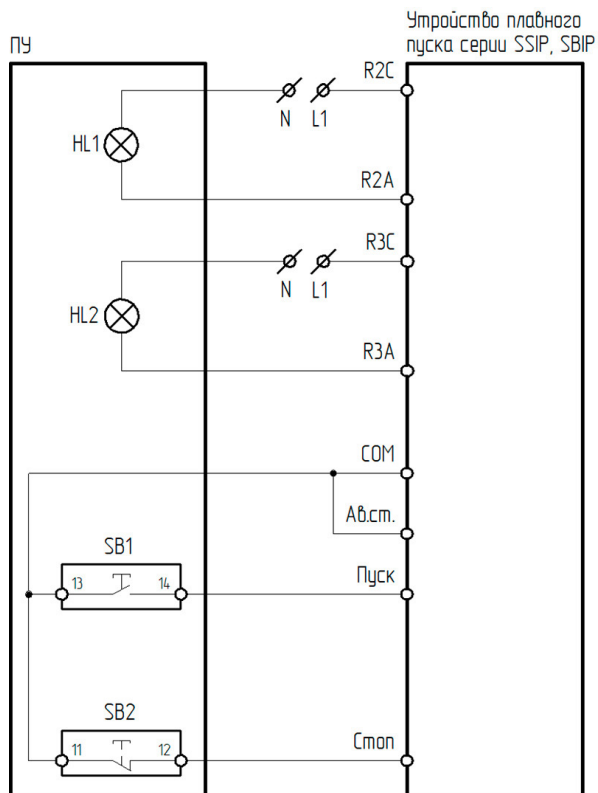 Утройство плавного
пуска серии SSIP, SBIP
ПУ
R2C
N L1
HL1
R2A
R3C
N L1
HL2
R3A
COM
Ав.ст.
SB1
13 14
Пуск
SB2
11 12
Стоп